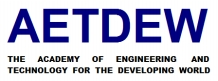 AETDEW
THE ACADEMY OF ENGINEERING AND
TECHNOLOGY FOR THE DEVELOPING WORLD